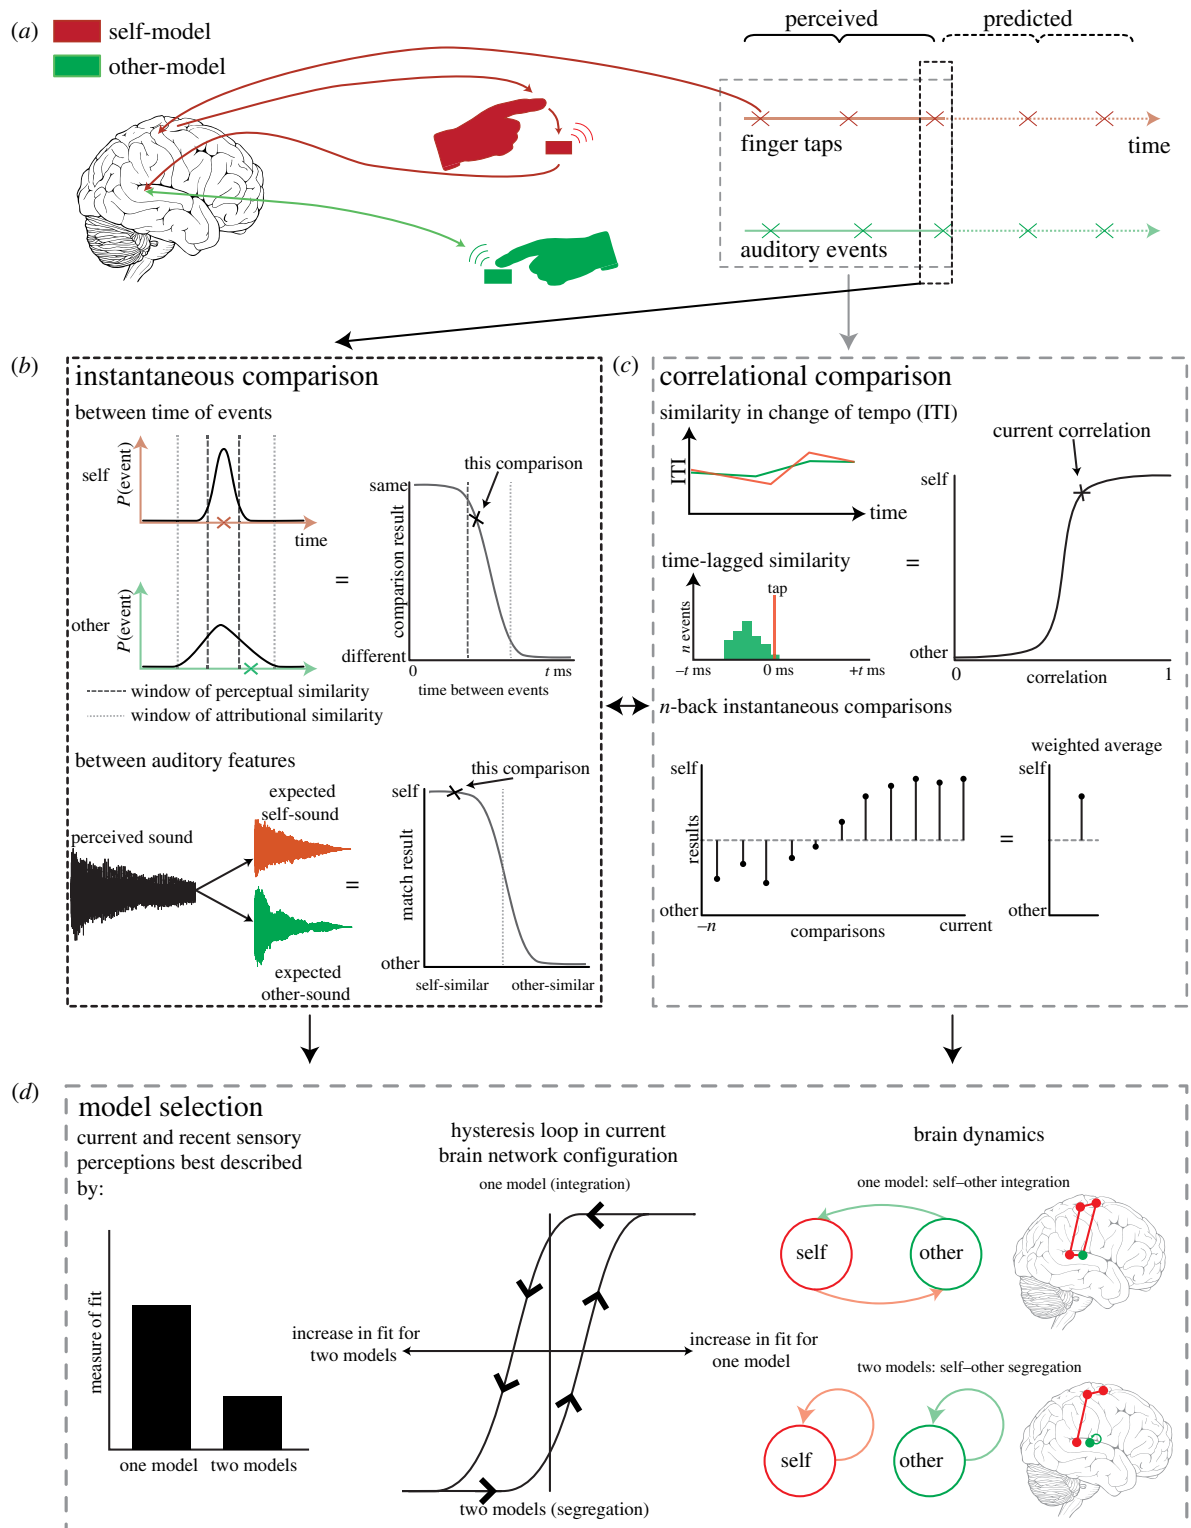 (a)
self-model
other-model
perceived
predicted
finger taps
time
auditory events
(b)
instantaneous comparison
between time of events
self
P(event)
time
other
P(event)
=
same
this comparison
comparison result
different
0
t ms
time between events
window of perceptual similarity
window of attributional similarity
between auditory features
perceived sound
expected
self-sound
expected
other-sound
=
self
this comparison
match result
other
self-similar
other-similar
(c)
correlational comparison
similarity in change of tempo (ITI)
ITI
time
time-lagged similarity
tap
n events
–t ms
0 ms
+t ms
=
current correlation
self
other
0
1
correlation
n-back instantaneous comparisons
self
results
other
–n
comparisons
current
=
weighted average
self
other
(d)
model selection
current and recent sensory
perceptions best described
by:
measure of fit
one model
two models
hysteresis loop in current
brain network configuration
one model (integration)
increase in fit for
two models
increase in fit for
one model
two models (segregation)
brain dynamics
one model: self–other integration
self
other
two models: self–other segregation
self
other